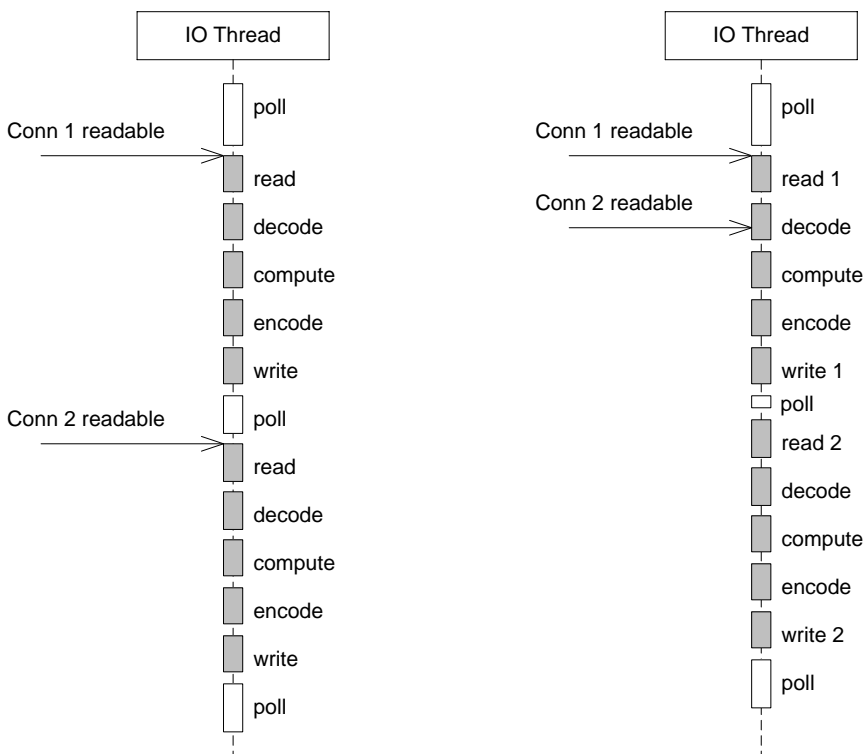 IO Thread
poll
Conn 1 readable
read
decode
compute
encode
write
poll
Conn 2 readable
read
decode
compute
encode
write
poll
IO Thread
poll
Conn 1 readable
read 1
Conn 2 readable
decode
compute
encode
write 1
poll
read 2
decode
compute
encode
write 2
poll